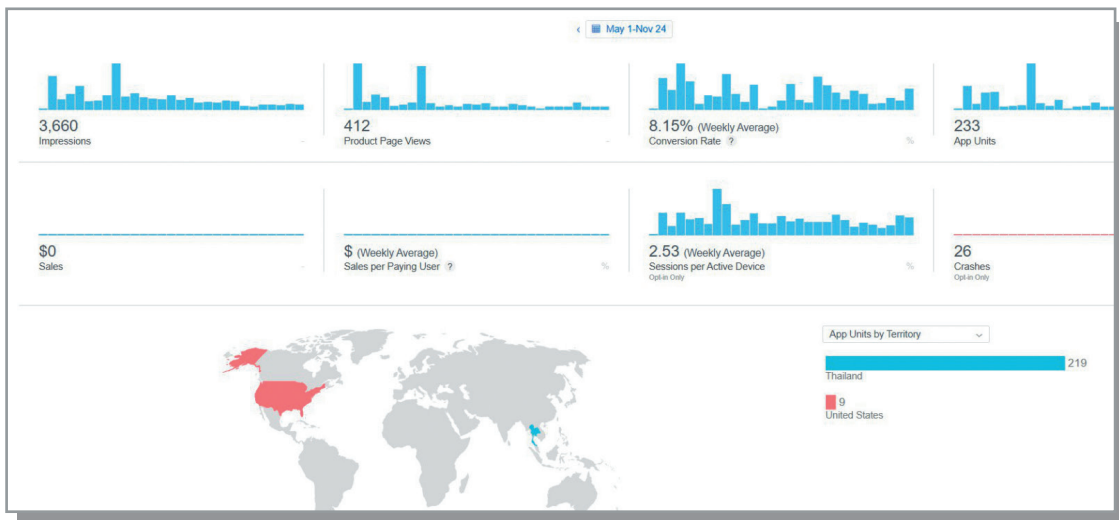 ‹ May 1-Nov 24
3,660
Impressions -
412
Product Page Views -
8.15% (Weekly Average)
Conversion Rate ? %
233
App Units
$0
Sales -
$ (Weekly Average)
Sales per Paying User ? %
2.53 (Weekly Average)
Sessions per Active Device %
Opt-in Only
26
Crashes
Opt-in Only
App Units by Territory
219
Thailand
9
United States